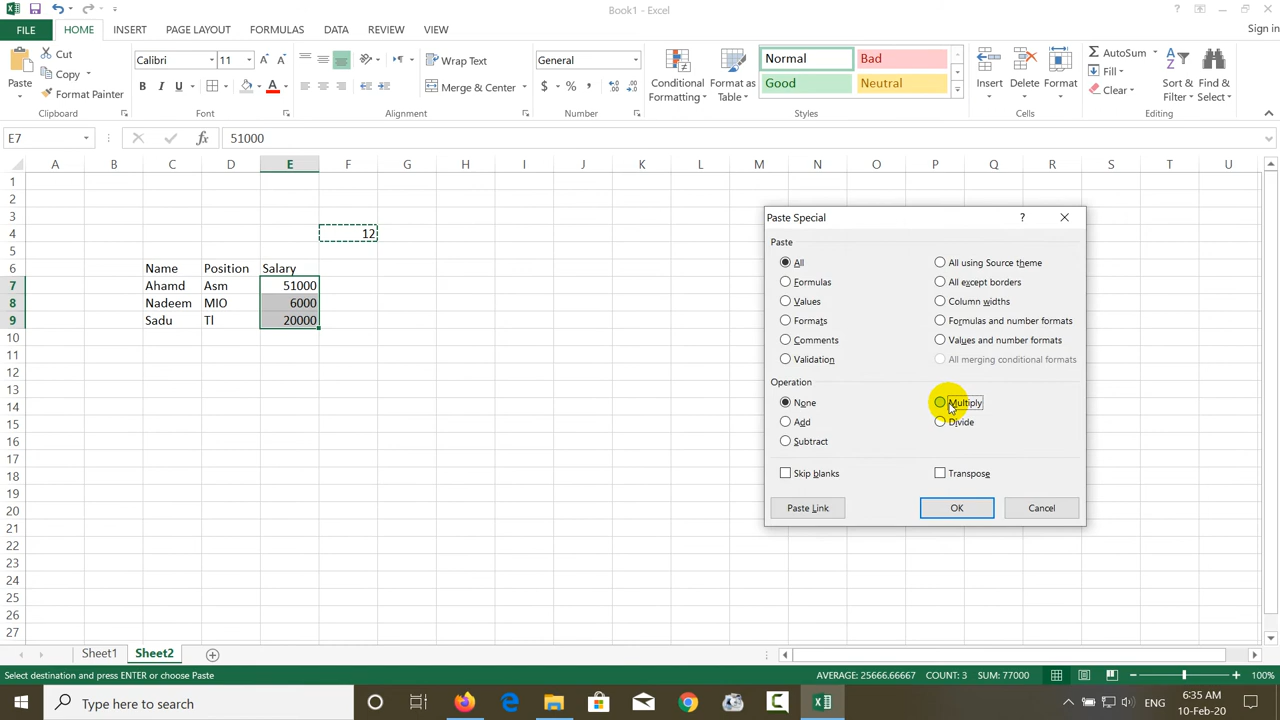 Book1 - Excel
Sign in
FILE HOME INSERT PAGE LAYOUT FORMULAS DATA REVIEW VIEW
Paste
Cut
Copy
Format Painter
Clipboard
Calibri 11
B I U
Font
Wrap Text
Merge & Center
Alignment
General
$ % ,
Number
Conditional Formatting
Format as Table
Normal Bad
Good Neutral
Styles
Insert Delete Format
Cells
AutoSum
Fill
Clear
Sort & Filter
Find & Select
Editing
E7 fx 51000
A B C D E F G H I J K L M N O P Q R S T U
1
2
3
4 12
5
6 Name Position Salary
7 Ahamd Asm 51000
8 Nadeem MIO 6000
9 Sadu Tl 20000
10
11
12
13
14
15
16
17
18
19
20
21
22
23
24
25
26
27
Paste Special ?
Paste
All All using Source theme
Formulas All except borders
Values Column widths
Formats Formulas and number formats
Comments Values and number formats
Validation All merging conditional formats
Operation
None Multiply
Add Divide
Subtract
Skip blanks Transpose
Paste Link OK Cancel
Sheet1 Sheet2
Select destination and press ENTER or choose Paste AVERAGE: 25666.66667 COUNT: 3 SUM: 77000 100%
Type here to search
ENG
6:35 AM
10-Feb-20